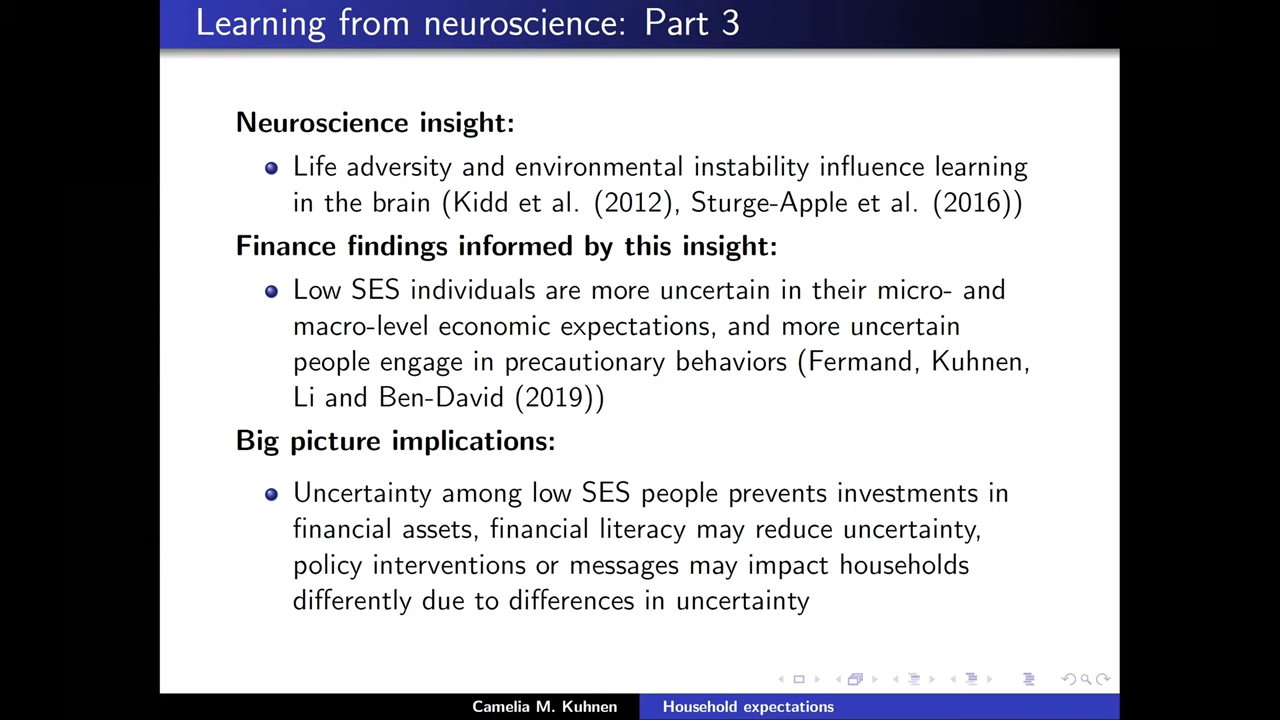 Learning from neuroscience: Part 3
Neuroscience insight:
Life adversity and environmental instability influence learning
in the brain (Kidd et al. (2012), Sturge-Apple et al. (2016))
Finance findings informed by this insight:
Low SES individuals are more uncertain in their micro- and
macro-level economic expectations, and more uncertain
people engage in precautionary behaviors (Fermand, Kuhnen,
Li and Ben-David (2019))
Big picture implications:
Uncertainty among low SES people prevents investments in
financial assets, financial literacy may reduce uncertainty,
policy interventions or messages may impact households
differently due to differences in uncertainty
Camelia M. Kuhnen
Household expectations